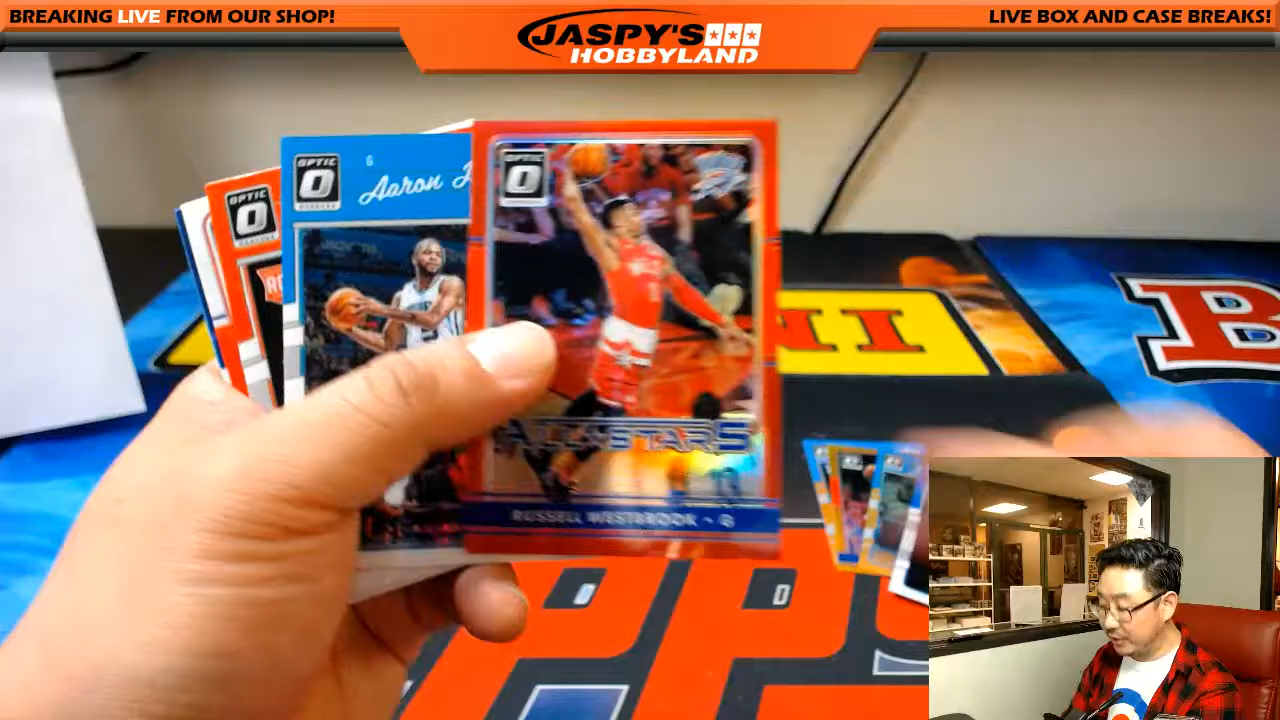 BREAKING LIVE FROM OUR SHOP!
JASPY'S
HOBBYLAND
LIVE BOX AND CASE BREAKS!
OPTIC
OPTIC
Aaron
OPTIC
ALL-STARS
RUSSELL WESTBROOK • G